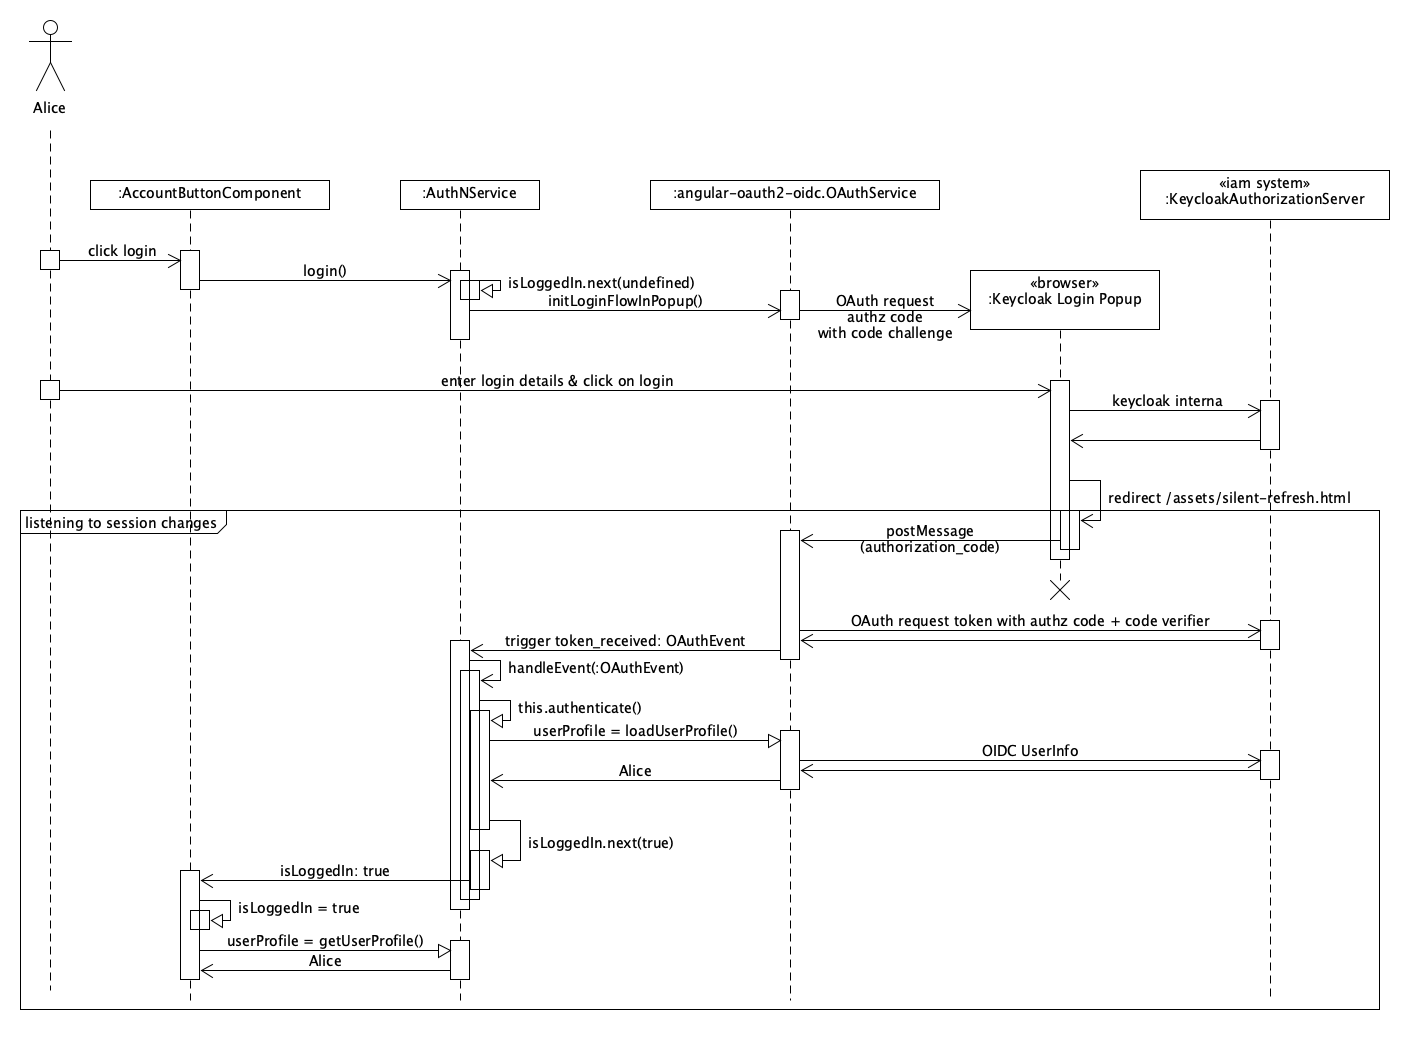 Alice
«iam system»
:KeycloakAuthorizationServer
:AccountButtonComponent
:AuthNService
:angular-oauth2-oidc.OAuthService
click login
login()
isLoggedIn.next(undefined)
«browser»
:Keycloak Login Popup
initLoginFlowInPopup()
OAuth request
authz code
with code challenge
enter login details & click on login
keycloak interna
redirect /assets/silent-refresh.html
listening to session changes
postMessage
(authorization_code)
OAuth request token with authz code + code verifier
trigger token_received: OAuthEvent
handleEvent(:OAuthEvent)
this.authenticate()
userProfile = loadUserProfile()
OIDC UserInfo
Alice
isLoggedIn.next(true)
isLoggedIn: true
isLoggedIn = true
userProfile = getUserProfile()
Alice